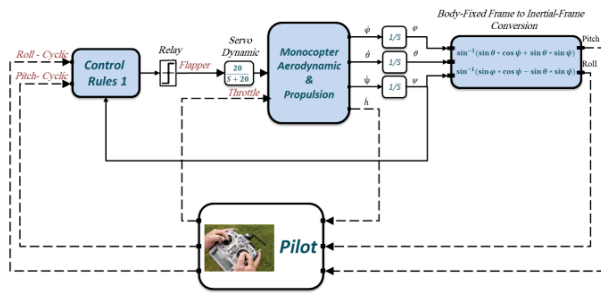 Body-Fixed Frame to Inertial-Frame
Conversion
Roll - Cyclic
Pitch- Cyclic
Control
Rules 1
Relay
Flapper
Servo
Dynamic
20
S + 20
Throttle
Monocopter
Aerodynamic
&
Propulsion
φ̇
1/S
φ
θ̇
1/S
θ
ψ̇
1/S
ψ
ḣ
sin⁻¹(sin θ * cos ψ + sin θ * sin ψ)
sin⁻¹(sin φ * cos ψ − sin θ * sin ψ)
Pitch
Roll
Pilot